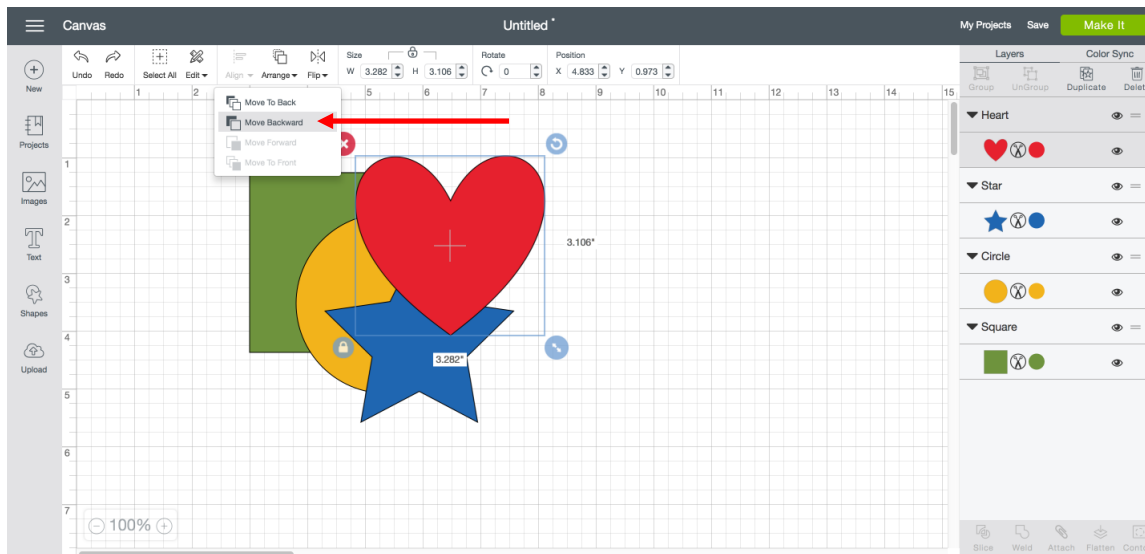 Canvas
Untitled *
My Projects Save Make It
New
Projects
Images
Text
Shapes
Upload
Undo Redo Select All Edit Align Arrange Flip
Size
W 3.282 H 3.106
Rotate
0
Position
X 4.833 Y 0.973
1 2 5 6 7 8 9 10 11 12 13 14 15
Move To Back
Move Backward
Move Forward
Move To Front
1
2
3
4
5
6
7
3.106"
3.282"
100%
Layers Color Sync
Group UnGroup Duplicate Delet
Heart
Star
Circle
Square
Slice Weld Attach Flatten Cont